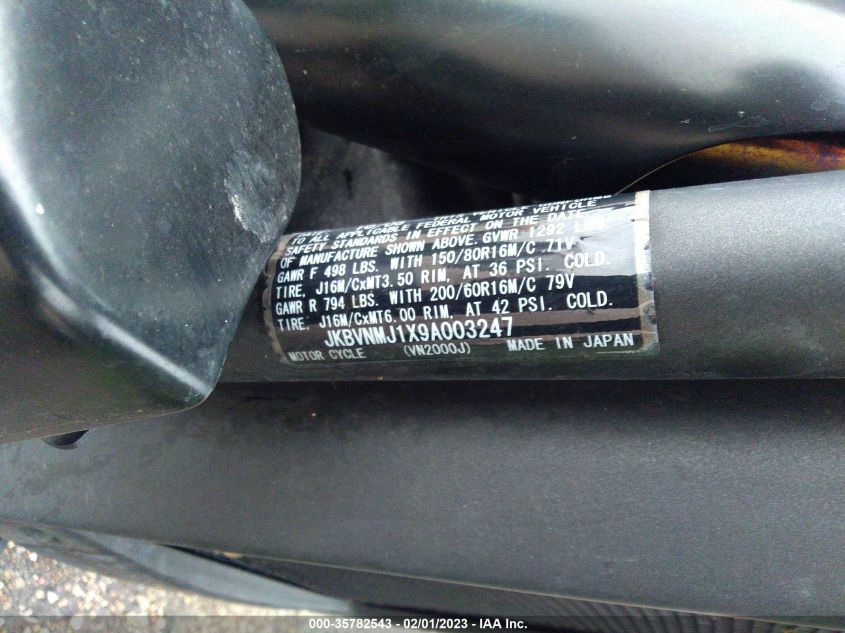 TO ALL APPLICABLE FEDERAL MOTOR VEHICLE
SAFETY STANDARDS IN EFFECT ON THE DATE
OF MANUFACTURE SHOWN ABOVE. GVWR 1292
GAWR F 498 LBS. WITH 150/80R16M/C 71V
TIRE, J16M/CxMT3.50 RIM, AT 36 PSI. COLD.
GAWR R 794 LBS. WITH 200/60R16M/C 79V
TIRE, J16M/CxMT6.00 RIM, AT 42 PSI. COLD.
JKBVNMJ1X9A003247
MOTOR CYCLE (VN2000J) MADE IN JAPAN
000-35782543 - 02/01/2023 - IAA Inc.